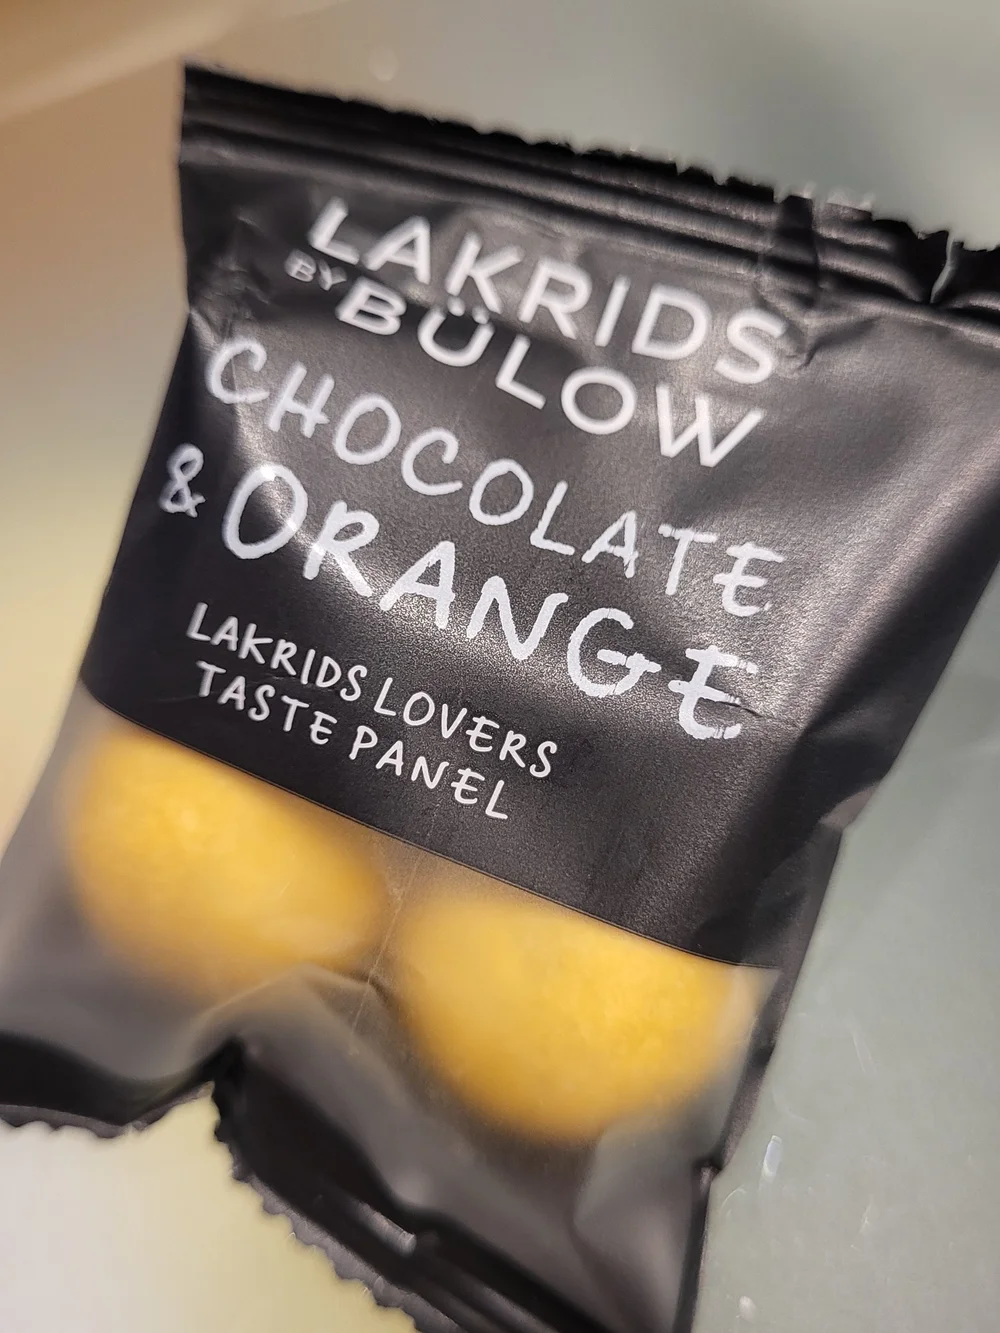 LAKRIDS
BY BÜLOW
CHOCOLATE
& ORANGE
LAKRIDS LOVERS
TASTE PANEL